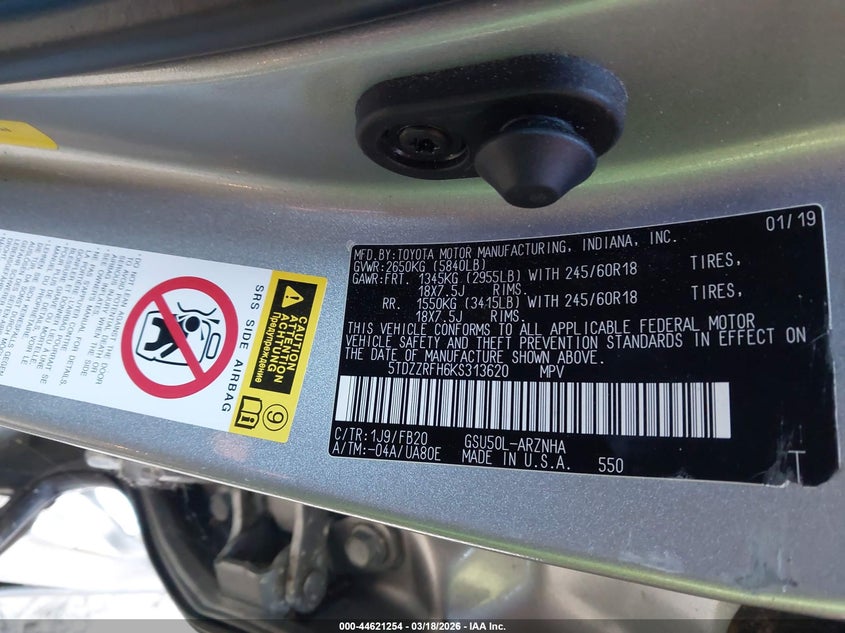 01/19
MFD.BY:TOYOTA MOTOR MANUFACTURING, INDIANA, INC.
GVWR:2650KG (5840LB)
GAWR:FRT. 1345KG (2955LB) WITH 245/60R18 TIRES,
18X7.5J RIMS.
RR. 1550KG (3415LB) WITH 245/60R18 TIRES,
18X7.5J RIMS.
THIS VEHICLE CONFORMS TO ALL APPLICABLE FEDERAL MOTOR
VEHICLE SAFETY AND THEFT PREVENTION STANDARDS IN EFFECT ON
THE DATE OF MANUFACTURE SHOWN ABOVE.
5TDZZRFH6KS313620 MPV
C/TR:1J9/FB20 GSU50L-ARZNHA
A/TM:-04A/UA80E MADE IN U.S.A. 550
T
CAUTION
ATTENTION
ACHTUNG
Предупреждение
9
SRS SIDE AIRBAG
000-44621254 - 03/18/2026 - IAA Inc.